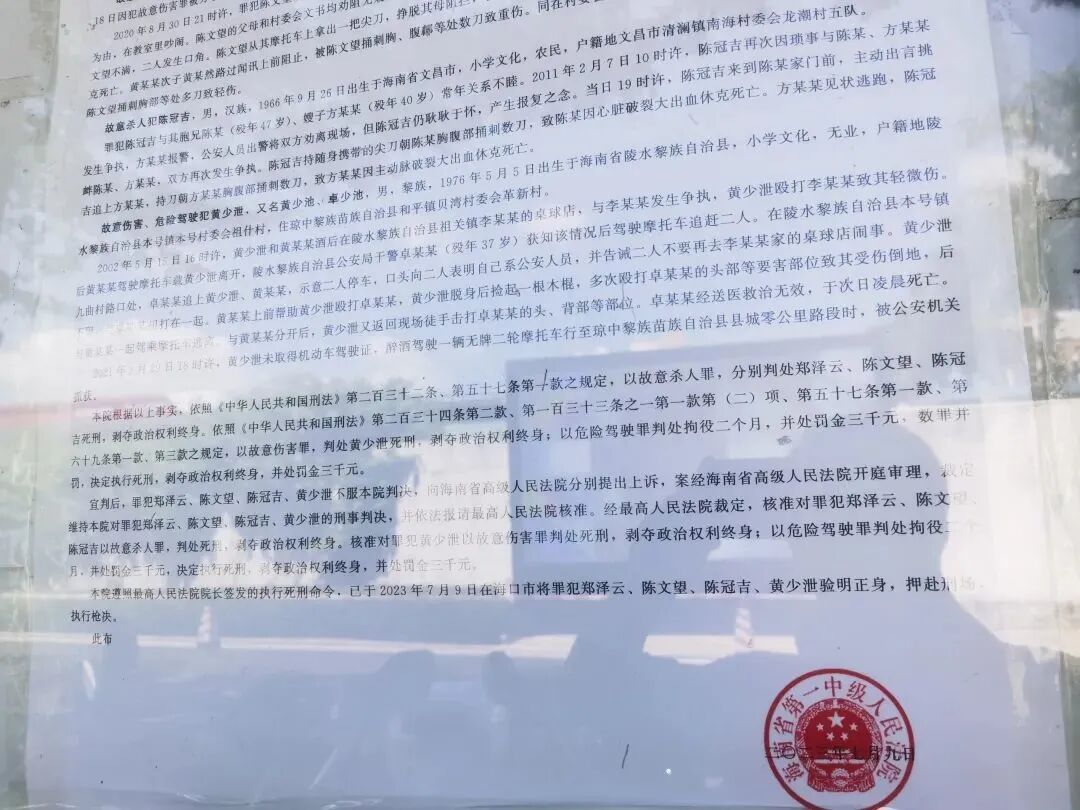 18日因犯故意伤害罪被
2020年8月30日21时许，罪犯陈文望
为由，在教室里吵闹。陈文望的父母和村委会文书均劝阻无
文望不满，二人发生口角。陈文望从其摩托车上拿出一把尖刀，挣脱其母阻拦
克死亡。黄某某次子黄某然路过闻讯上前阻止，被陈文望捅刺胸、腹部等处数刀致重伤。同在村委
陈文望捅刺胸部等处多刀致轻伤。
故意杀人犯陈冠吉，男，汉族，1966年9月26日出生于海南省文昌市，小学文化，农民，户籍地文昌市清澜镇南海村委会龙潮村五队。
罪犯陈冠吉与其胞兄陈某（殁年47岁）、嫂子方某某（殁年40岁）常年关系不睦。2011年2月7日10时许，陈冠吉再次因琐事与陈某、方某某
发生争执，方某某报警，公安人员出警将双方劝离现场，但陈冠吉仍耿耿于怀，产生报复之念。当日19时许，陈冠吉来到陈某家门前，主动出言挑
衅陈某、方某某，双方再次发生争执。陈冠吉持随身携带的尖刀朝陈某胸腹部捅刺数刀，致陈某因心脏破裂大出血休克死亡。方某某见状逃跑，陈冠
吉追上方某某，持刀朝方某某胸腹部捅刺数刀，致方某某因主动脉破裂大出血休克死亡。
故意伤害、危险驾驶犯黄少泄，又名黄少池、卓少池，男，黎族，1976年5月5日出生于海南省陵水黎族自治县，小学文化，无业，户籍地陵
水黎族自治县本号镇本号村委会祖什村，住琼中黎族苗族自治县和平镇贝湾村委会革新村。
2002年5月15日16时许，黄少泄和黄某某酒后在陵水黎族自治县祖关镇李某某的桌球店，与李某某发生争执，黄少泄殴打李某某致其轻微伤。
后黄某某驾驶摩托车载黄少泄离开，陵水黎族自治县公安局干警卓某某（殁年37岁）获知该情况后驾驶摩托车追赶二人。在陵水黎族自治县本号镇
九曲村路口处，卓某某追上黄少泄、黄某某，示意二人停车，口头向二人表明自己系公安人员，并告诫二人不要再去李某某家的桌球店闹事。黄少泄
扭打在一起。黄某某上前帮助黄少泄殴打卓某某，黄少泄脱身后捡起一根木棍，多次殴打卓某某的头部等要害部位致其受伤倒地，后
与黄某某一起驾乘摩托车逃离。与黄某某分开后，黄少泄又返回现场徒手击打卓某某的头、背部等部位。卓某某经送医救治无效，于次日凌晨死亡。
2021年7月29日18时许，黄少泄未取得机动车驾驶证，醉酒驾驶一辆无牌二轮摩托车行至琼中黎族苗族自治县县城零公里路段时，被公安机关
抓获。
本院根据以上事实，依照《中华人民共和国刑法》第二百三十二条、第五十七条第一款之规定，以故意杀人罪，分别判处郑泽云、陈文望、陈冠
吉死刑，剥夺政治权利终身。依照《中华人民共和国刑法》第二百三十四条第二款、第一百三十三条之一第一款第（二）项、第五十七条第一款、第
六十九条第一款、第三款之规定，以故意伤害罪，判处黄少泄死刑，剥夺政治权利终身；以危险驾驶罪判处拘役二个月，并处罚金三千元，数罪并
罚，决定执行死刑，剥夺政治权利终身，并处罚金三千元。
宣判后，罪犯郑泽云、陈文望、陈冠吉、黄少泄不服本院判决，向海南省高级人民法院分别提出上诉，案经海南省高级人民法院开庭审理，裁定
维持本院对罪犯郑泽云、陈文望、陈冠吉、黄少泄的刑事判决，并依法报请最高人民法院核准。经最高人民法院裁定，核准对罪犯郑泽云、陈文望、
陈冠吉以故意杀人罪，判处死刑，剥夺政治权利终身。核准对罪犯黄少泄以故意伤害罪判处死刑，剥夺政治权利终身；以危险驾驶罪判处拘役二个
月，并处罚金三千元，决定执行死刑，剥夺政治权利终身，并处罚金三千元。
本院遵照最高人民法院院长签发的执行死刑命令，已于2023年7月9日在海口市将罪犯郑泽云、陈文望、陈冠吉、黄少泄验明正身，押赴刑场，
执行枪决。
此布
海南省第一中级人民法院
二〇二三年七月九日